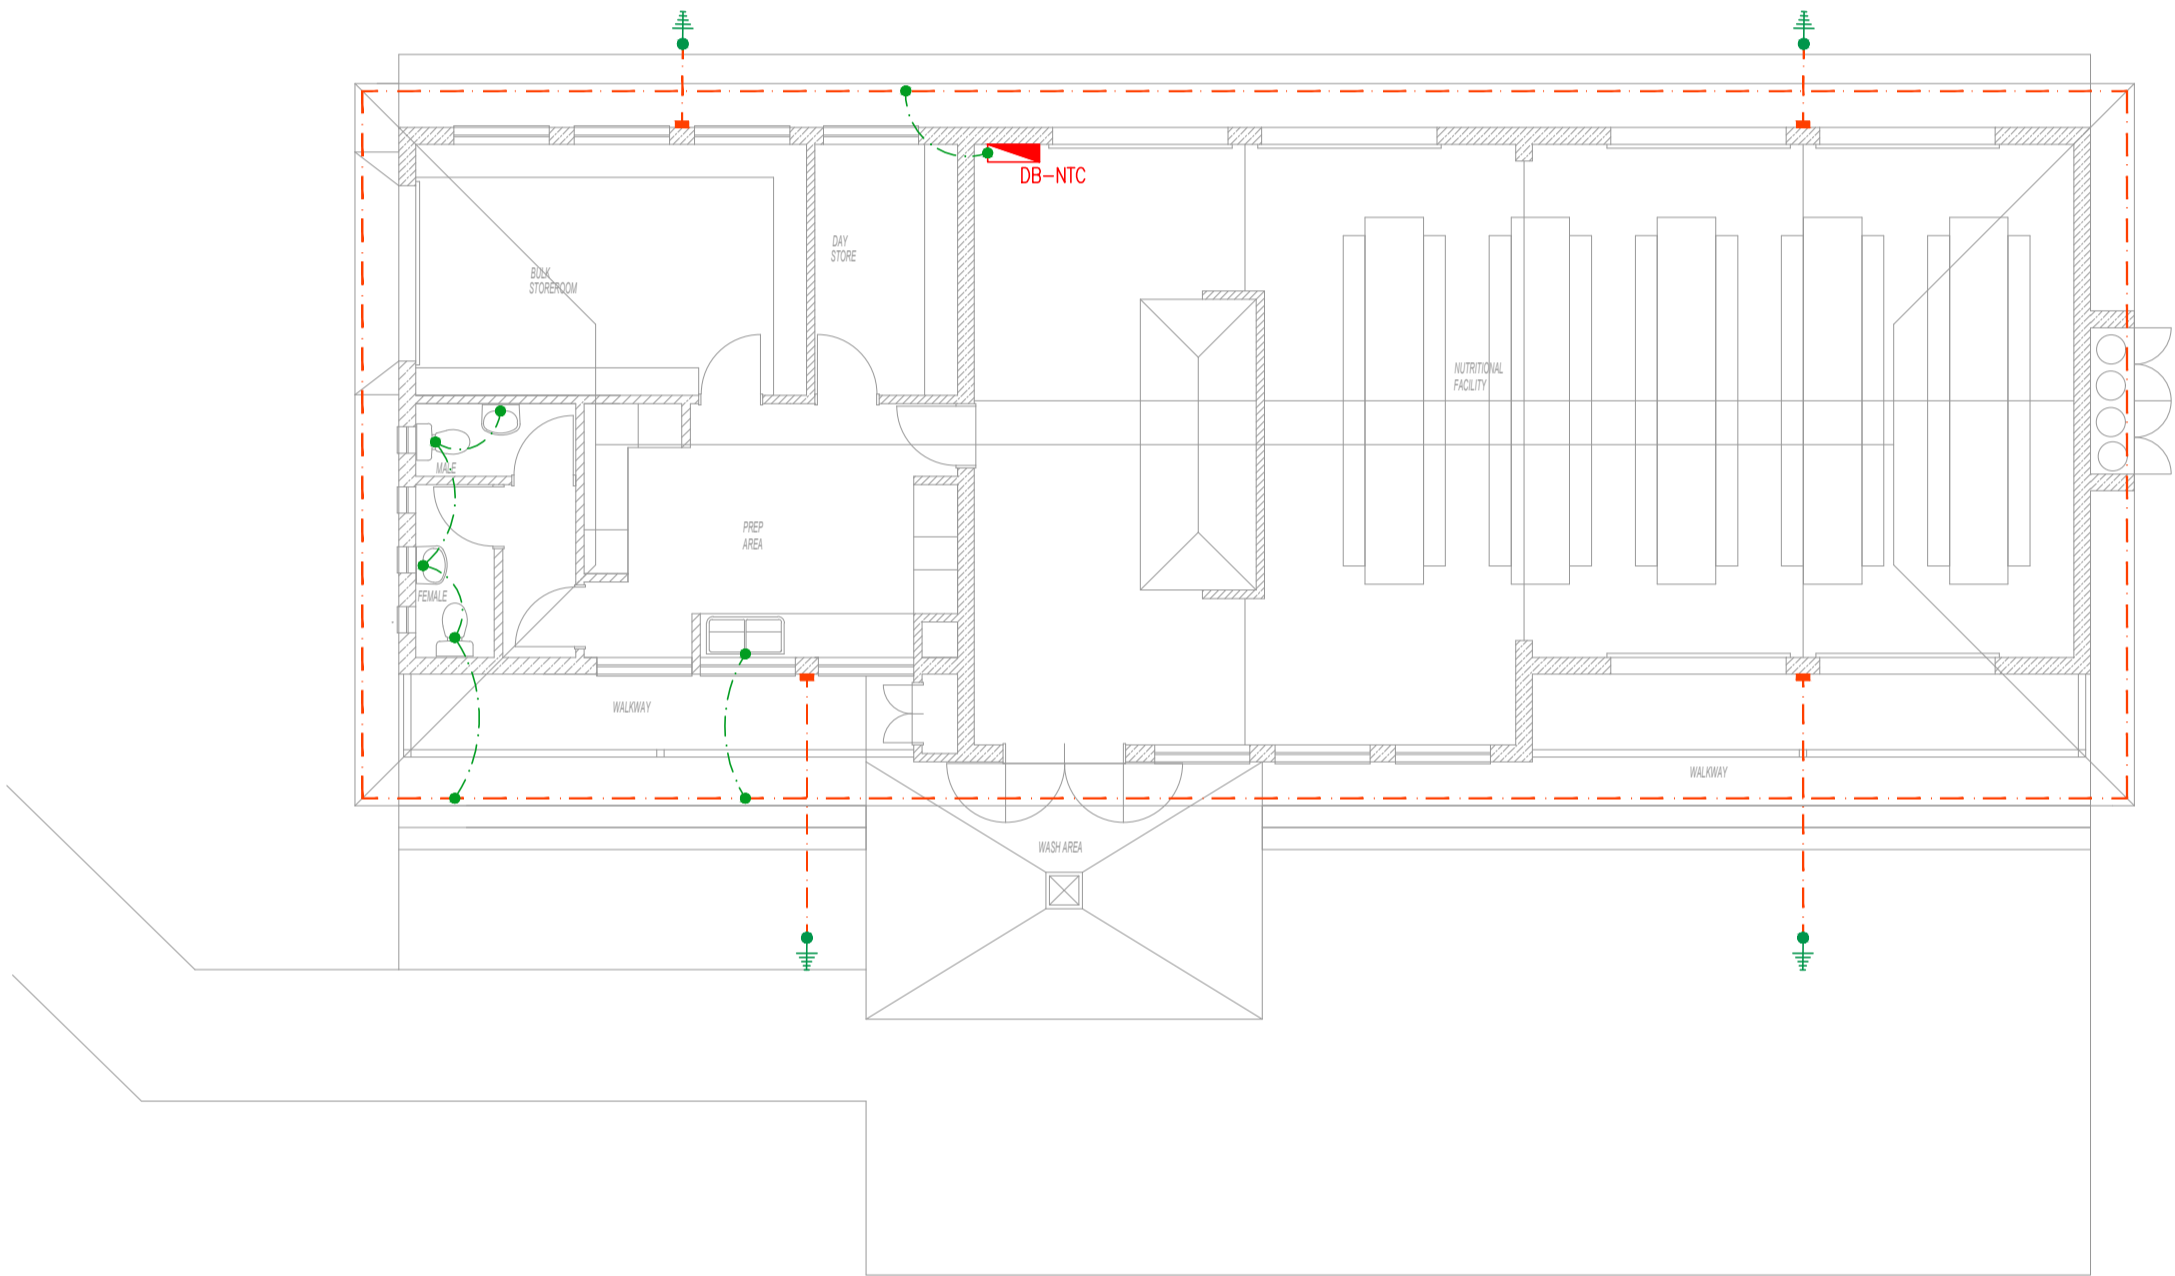 DB-NTC
DAY
STORE
BULK
STOREROOM
NUTRITIONAL
FACILITY
MALE
PREP
AREA
FEMALE
WALKWAY
WALKWAY
WASH AREA